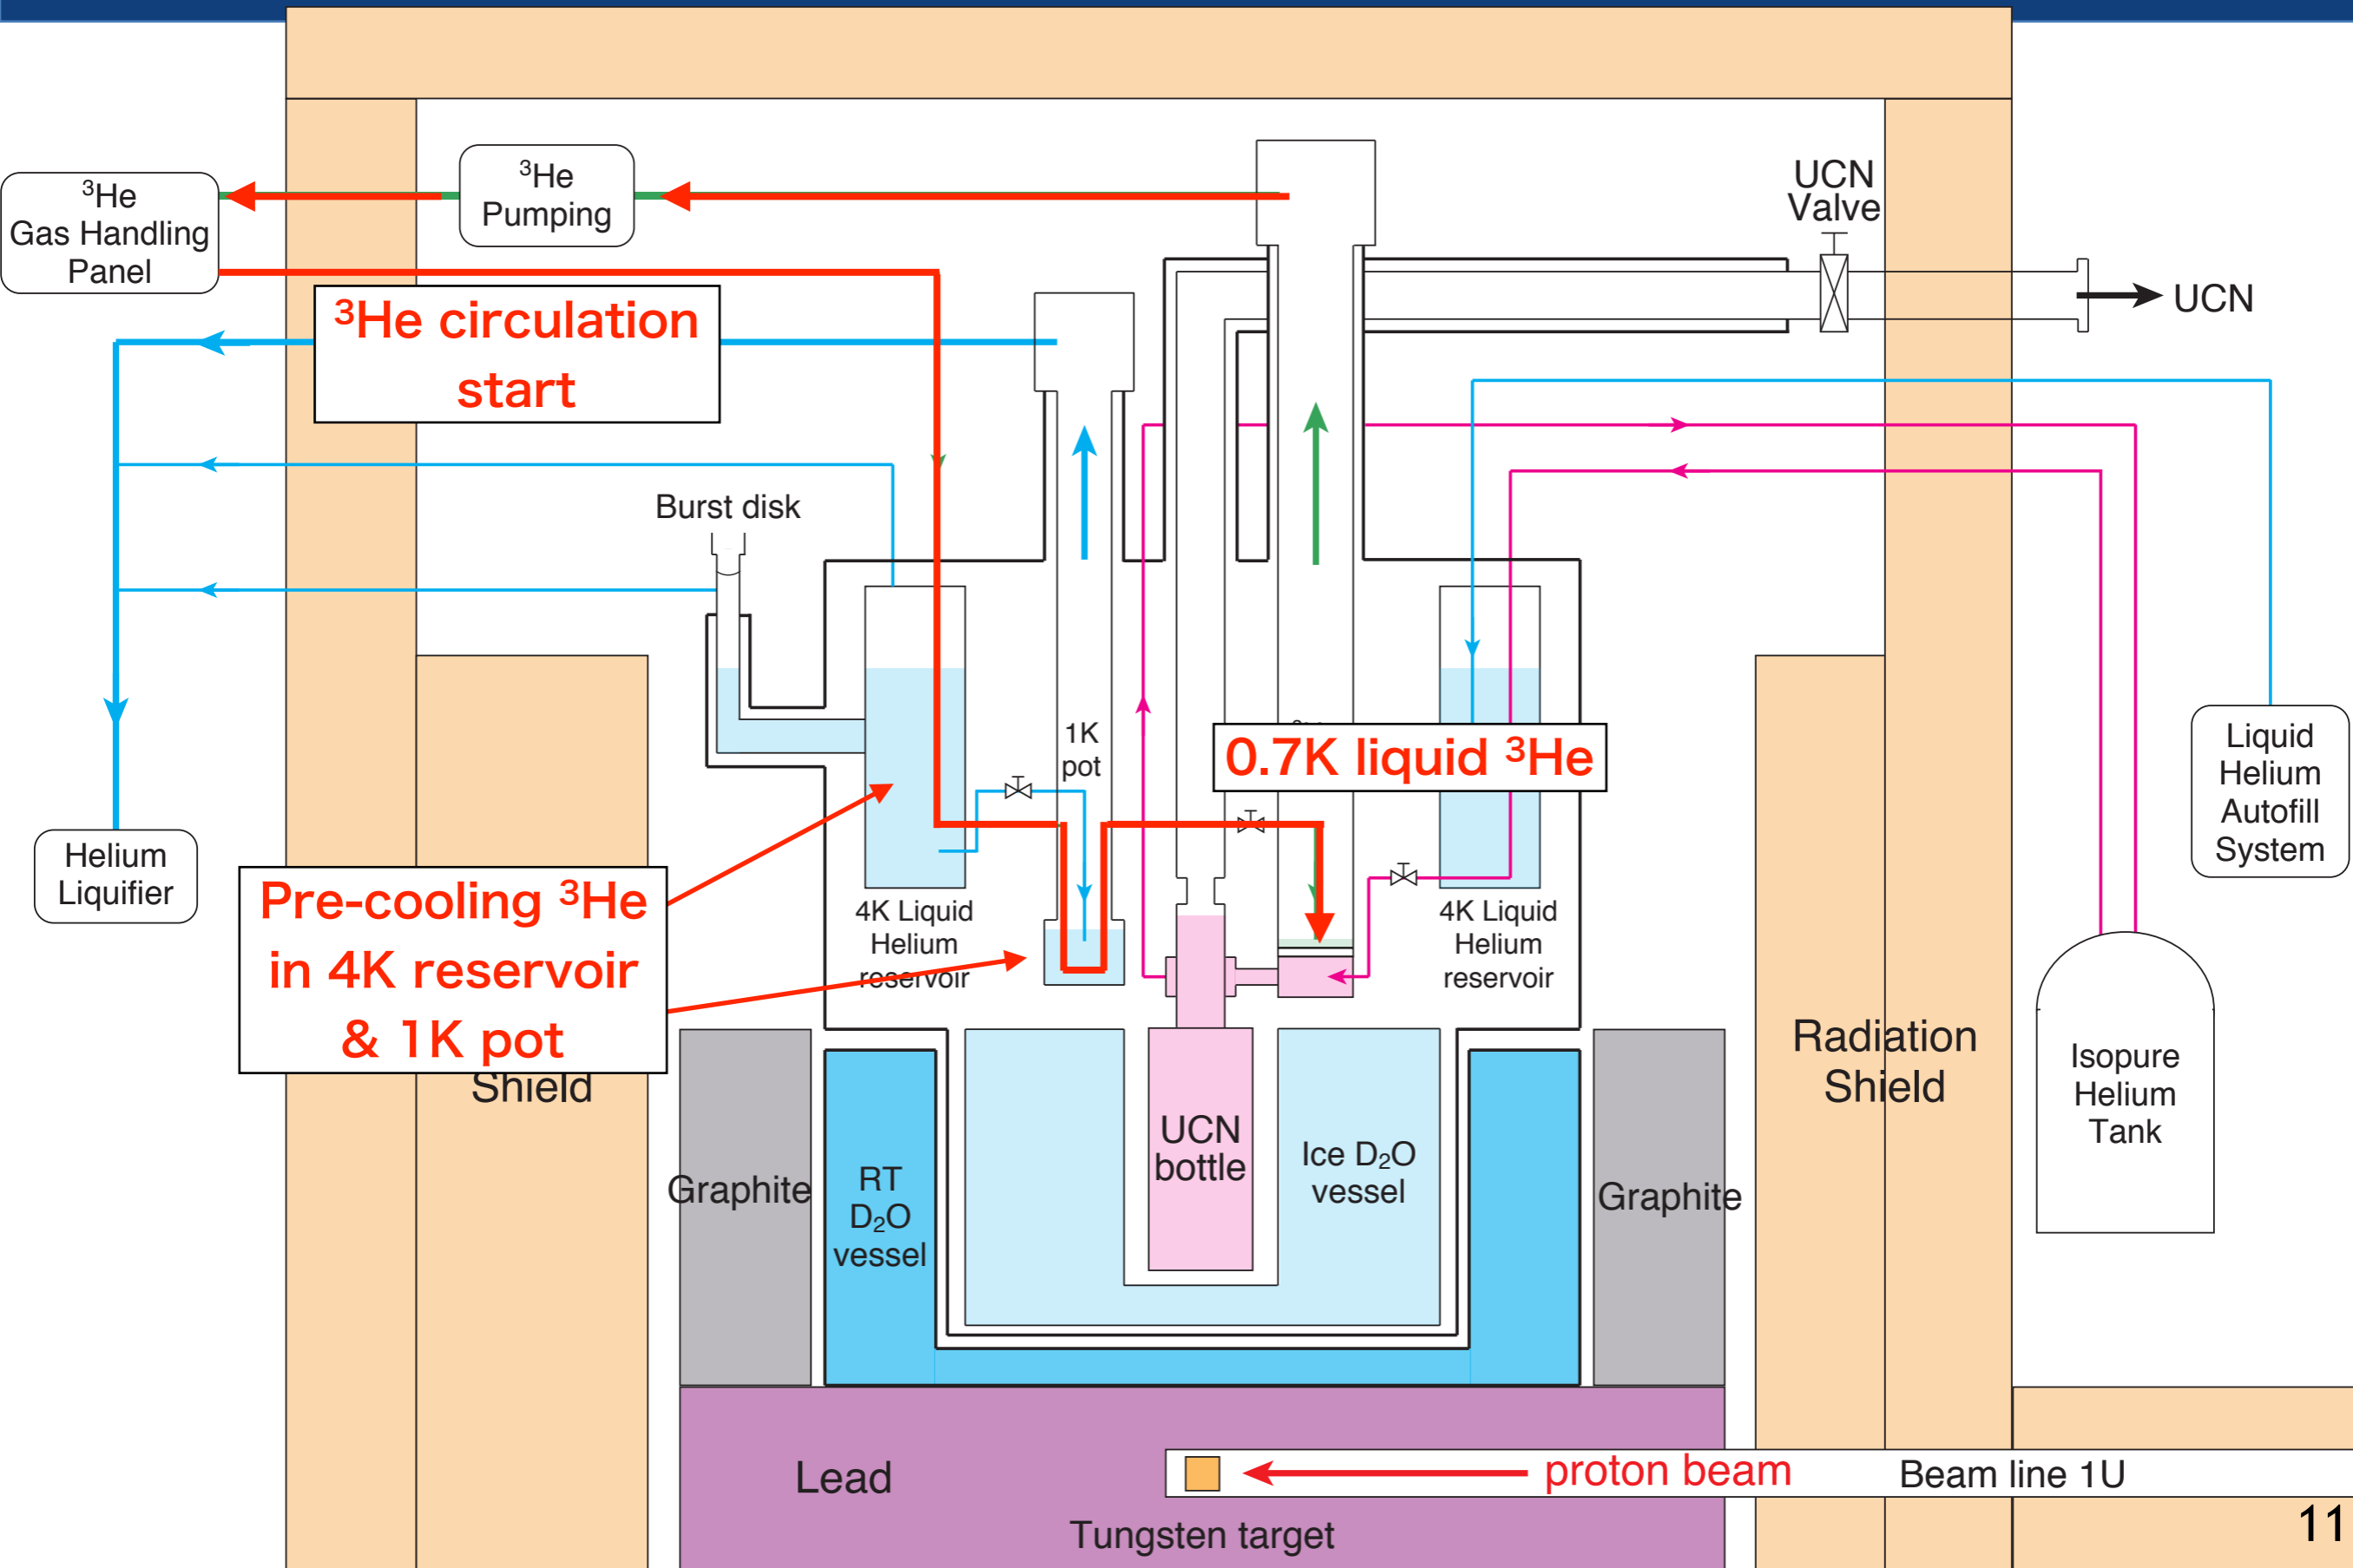 ³He
Gas Handling
Panel
³He
Pumping
UCN
Valve
UCN
³He circulation
start
Burst disk
1K
pot
0.7K liquid ³He
Liquid
Helium
Autofill
System
Helium
Liquifier
Pre-cooling ³He
in 4K reservoir
& 1K pot
4K Liquid
Helium
reservoir
4K Liquid
Helium
reservoir
Shield
Radiation
Shield
Isopure
Helium
Tank
Graphite
RT
D₂O
vessel
UCN
bottle
Ice D₂O
vessel
Graphite
Lead
proton beam
Beam line 1U
Tungsten target
11